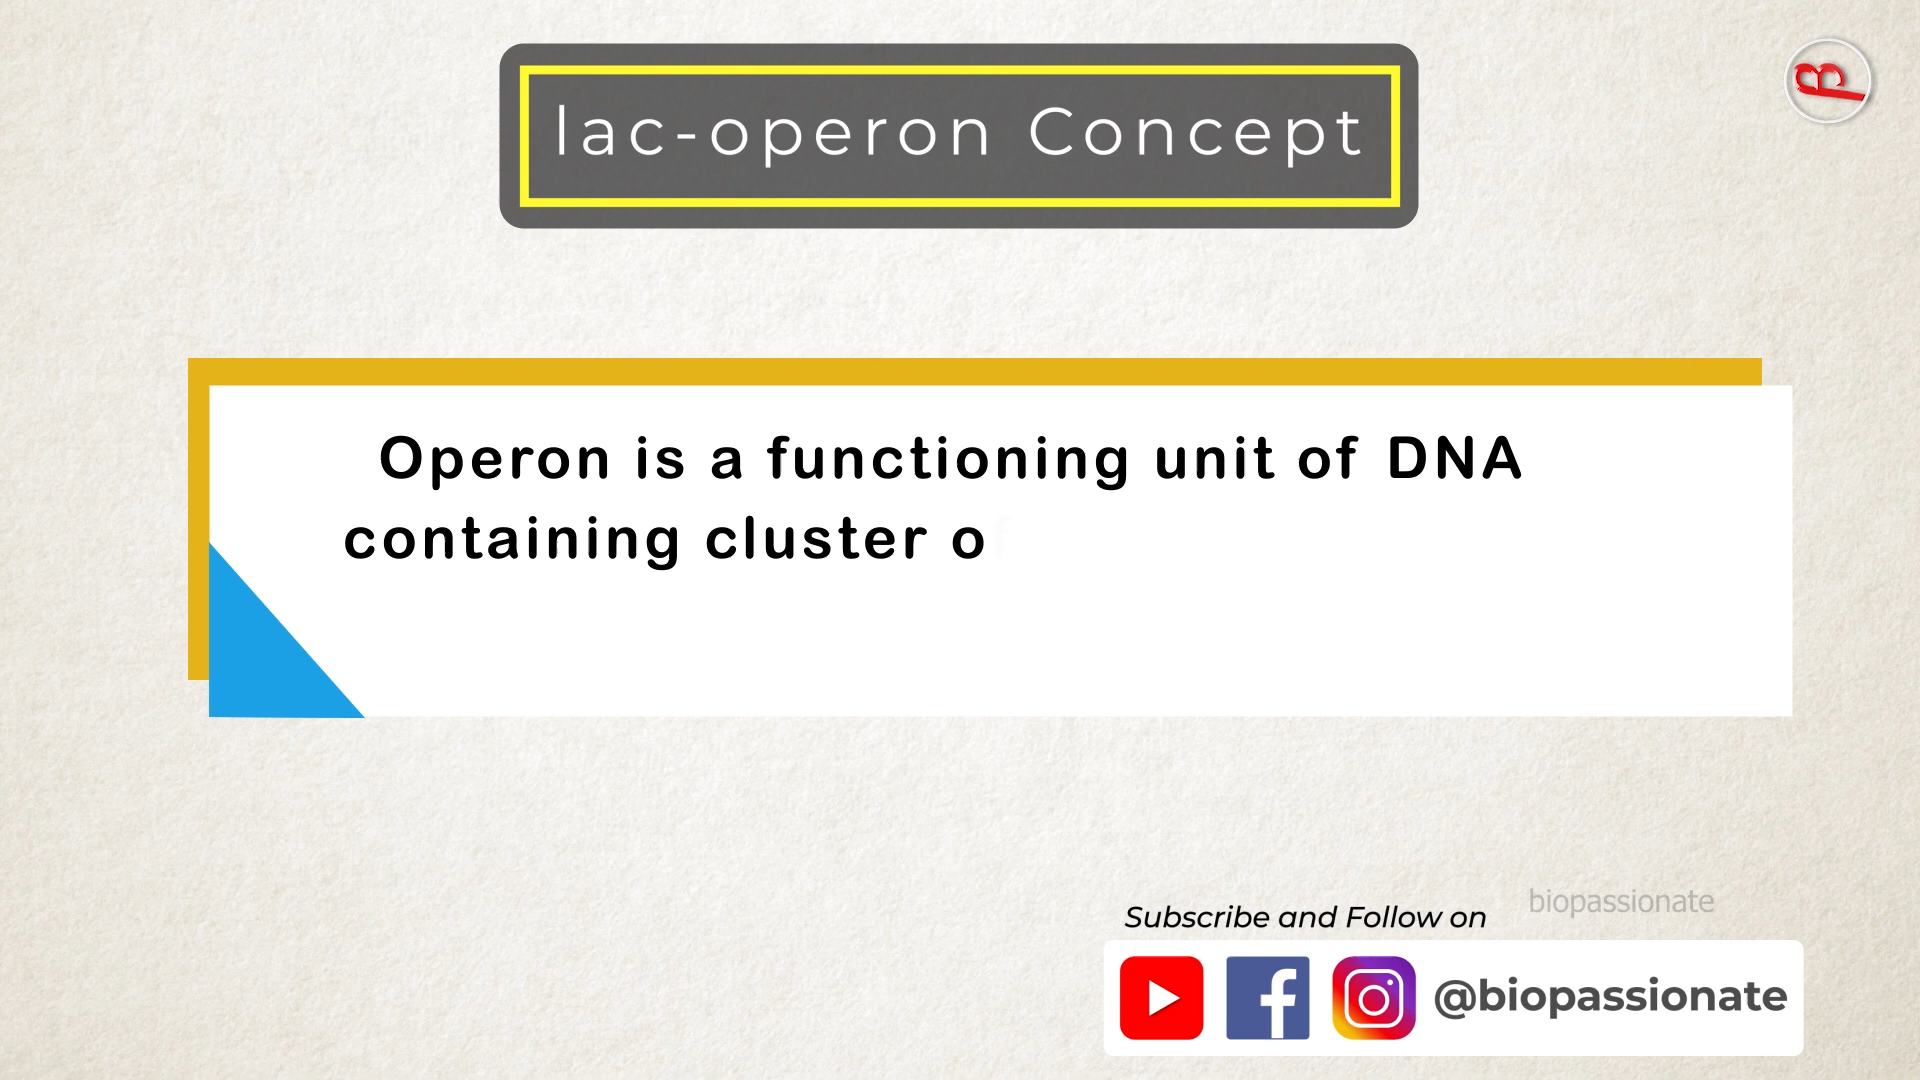 lac-operon Concept
Operon is a functioning unit of DNA
containing cluster o
biopassionate
Subscribe and Follow on
@biopassionate